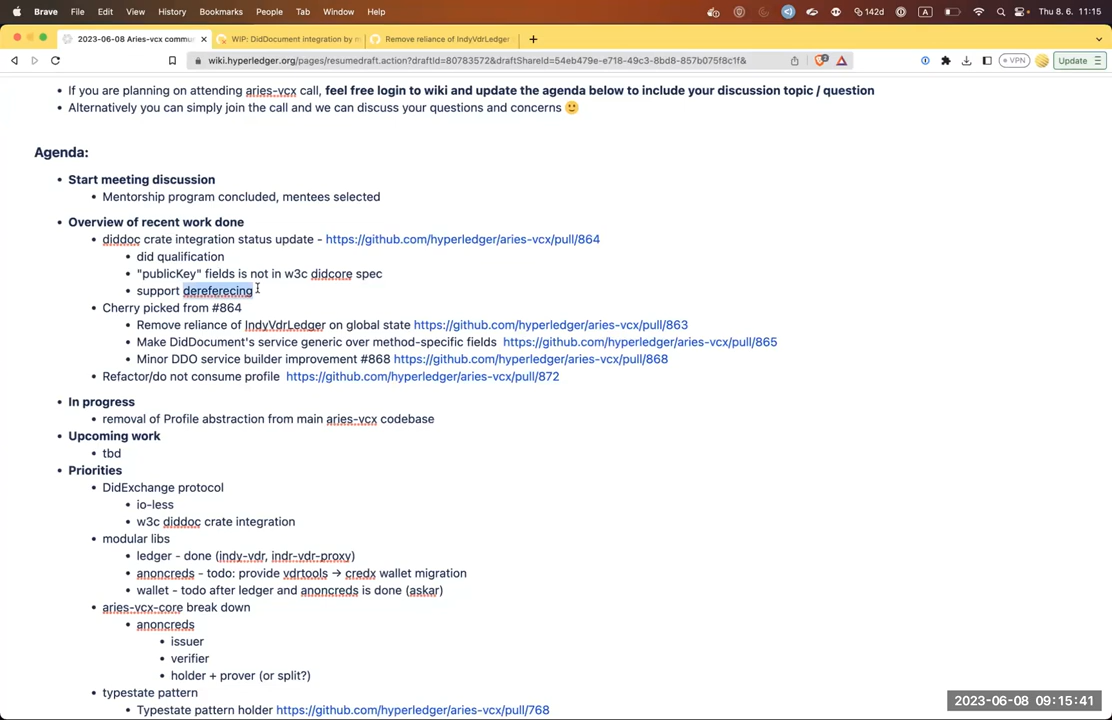 Brave File Edit View History Bookmarks People Tab Window Help 142d A Thu 8. 6. 11:15
2023-06-08 Aries-vcx commu WIP: DidDocument integration by m Remove reliance of IndyVdrLedger
wiki.hyperledger.org/pages/resumedraft.action?draftId=80783572&draftShareId=54eb479e-e718-49c3-8bd8-857b075f8c1f& VPN Update
If you are planning on attending aries-vcx call, feel free login to wiki and update the agenda below to include your discussion topic / question
Alternatively you can simply join the call and we can discuss your questions and concerns 🙂
Agenda:
Start meeting discussion
Mentorship program concluded, mentees selected
Overview of recent work done
diddoc crate integration status update - https://github.com/hyperledger/aries-vcx/pull/864
did qualification
"publicKey" fields is not in w3c didcore spec
support dereferecing
Cherry picked from #864
Remove reliance of IndyVdrLedger on global state https://github.com/hyperledger/aries-vcx/pull/863
Make DidDocument's service generic over method-specific fields https://github.com/hyperledger/aries-vcx/pull/865
Minor DDO service builder improvement #868 https://github.com/hyperledger/aries-vcx/pull/868
Refactor/do not consume profile https://github.com/hyperledger/aries-vcx/pull/872
In progress
removal of Profile abstraction from main aries-vcx codebase
Upcoming work
tbd
Priorities
DidExchange protocol
io-less
w3c diddoc crate integration
modular libs
ledger - done (indy-vdr, indr-vdr-proxy)
anoncreds - todo: provide vdrtools → credx wallet migration
wallet - todo after ledger and anoncreds is done (askar)
aries-vcx-core break down
anoncreds
issuer
verifier
holder + prover (or split?)
typestate pattern
Typestate pattern holder https://github.com/hyperledger/aries-vcx/pull/768
2023-06-08 09:15:41